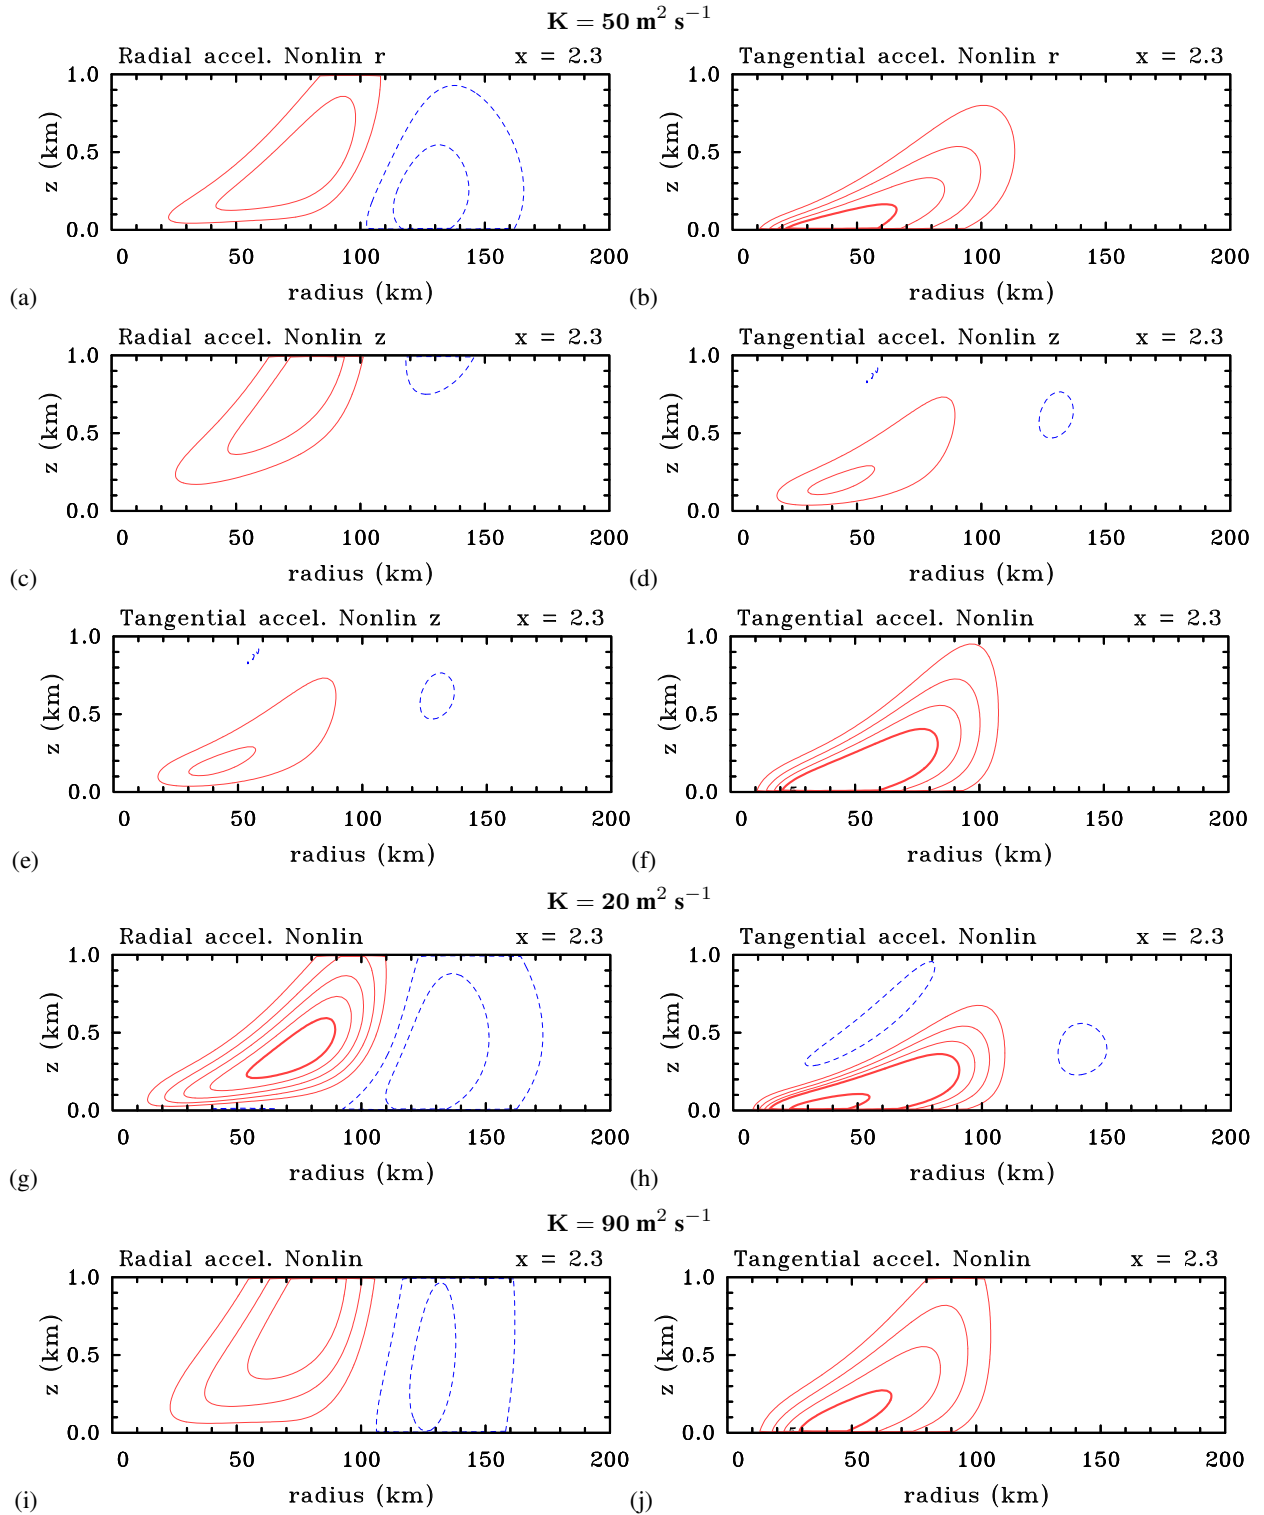 K = 50 m² s⁻¹
Radial accel. Nonlin r x = 2.3
1.0
0.5
0.0
z (km)
0 50 100 150 200
radius (km)
(a)
Tangential accel. Nonlin r x = 2.3
1.0
0.5
0.0
z (km)
0 50 100 150 200
radius (km)
(b)
Radial accel. Nonlin z x = 2.3
1.0
0.5
0.0
z (km)
0 50 100 150 200
radius (km)
(c)
Tangential accel. Nonlin z x = 2.3
1.0
0.5
0.0
z (km)
0 50 100 150 200
radius (km)
(d)
Tangential accel. Nonlin z x = 2.3
1.0
0.5
0.0
z (km)
0 50 100 150 200
radius (km)
(e)
Tangential accel. Nonlin x = 2.3
1.0
0.5
0.0
z (km)
0 50 100 150 200
radius (km)
(f)
K = 20 m² s⁻¹
Radial accel. Nonlin x = 2.3
1.0
0.5
0.0
z (km)
0 50 100 150 200
radius (km)
(g)
Tangential accel. Nonlin x = 2.3
1.0
0.5
0.0
z (km)
0 50 100 150 200
radius (km)
(h)
K = 90 m² s⁻¹
Radial accel. Nonlin x = 2.3
1.0
0.5
0.0
z (km)
0 50 100 150 200
radius (km)
(i)
Tangential accel. Nonlin x = 2.3
1.0
0.5
0.0
z (km)
0 50 100 150 200
radius (km)
(j)